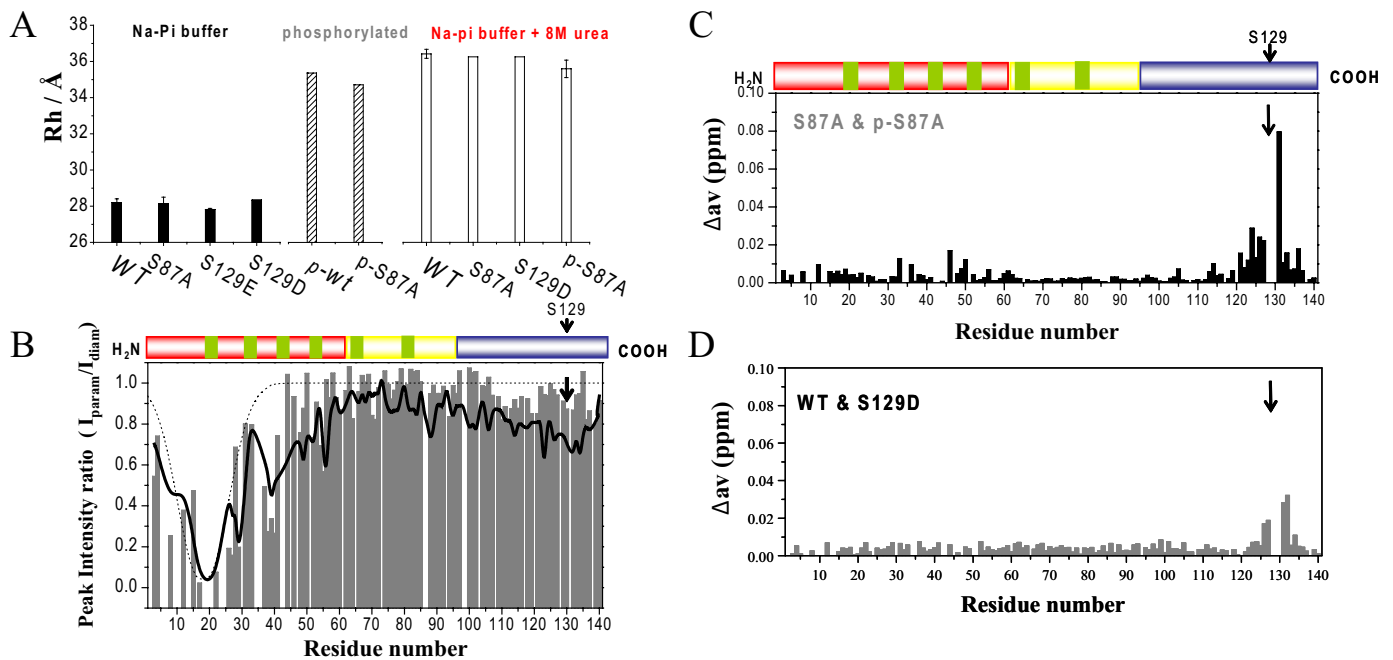 A
Na-Pi buffer
phosphorylated
Na-pi buffer + 8M urea
Rh / Å
38
36
34
32
30
28
26
WT
S87A
S129E
S129D
p-wt
p-S87A
WT
S87A
S129D
p-S87A
B
S129
H2N
COOH
Peak Intensity ratio ( Iparam/Idiam)
1.0
0.8
0.6
0.4
0.2
0.0
10 20 30 40 50 60 70 80 90 100 110 120 130 140
Residue number
C
S129
H2N
COOH
S87A & p-S87A
Δav (ppm)
0.10
0.08
0.06
0.04
0.02
0.00
10 20 30 40 50 60 70 80 90 100 110 120 130 140
Residue number
D
WT & S129D
Δav (ppm)
0.10
0.08
0.06
0.04
0.02
0.00
10 20 30 40 50 60 70 80 90 100 110 120 130 140
Residue number